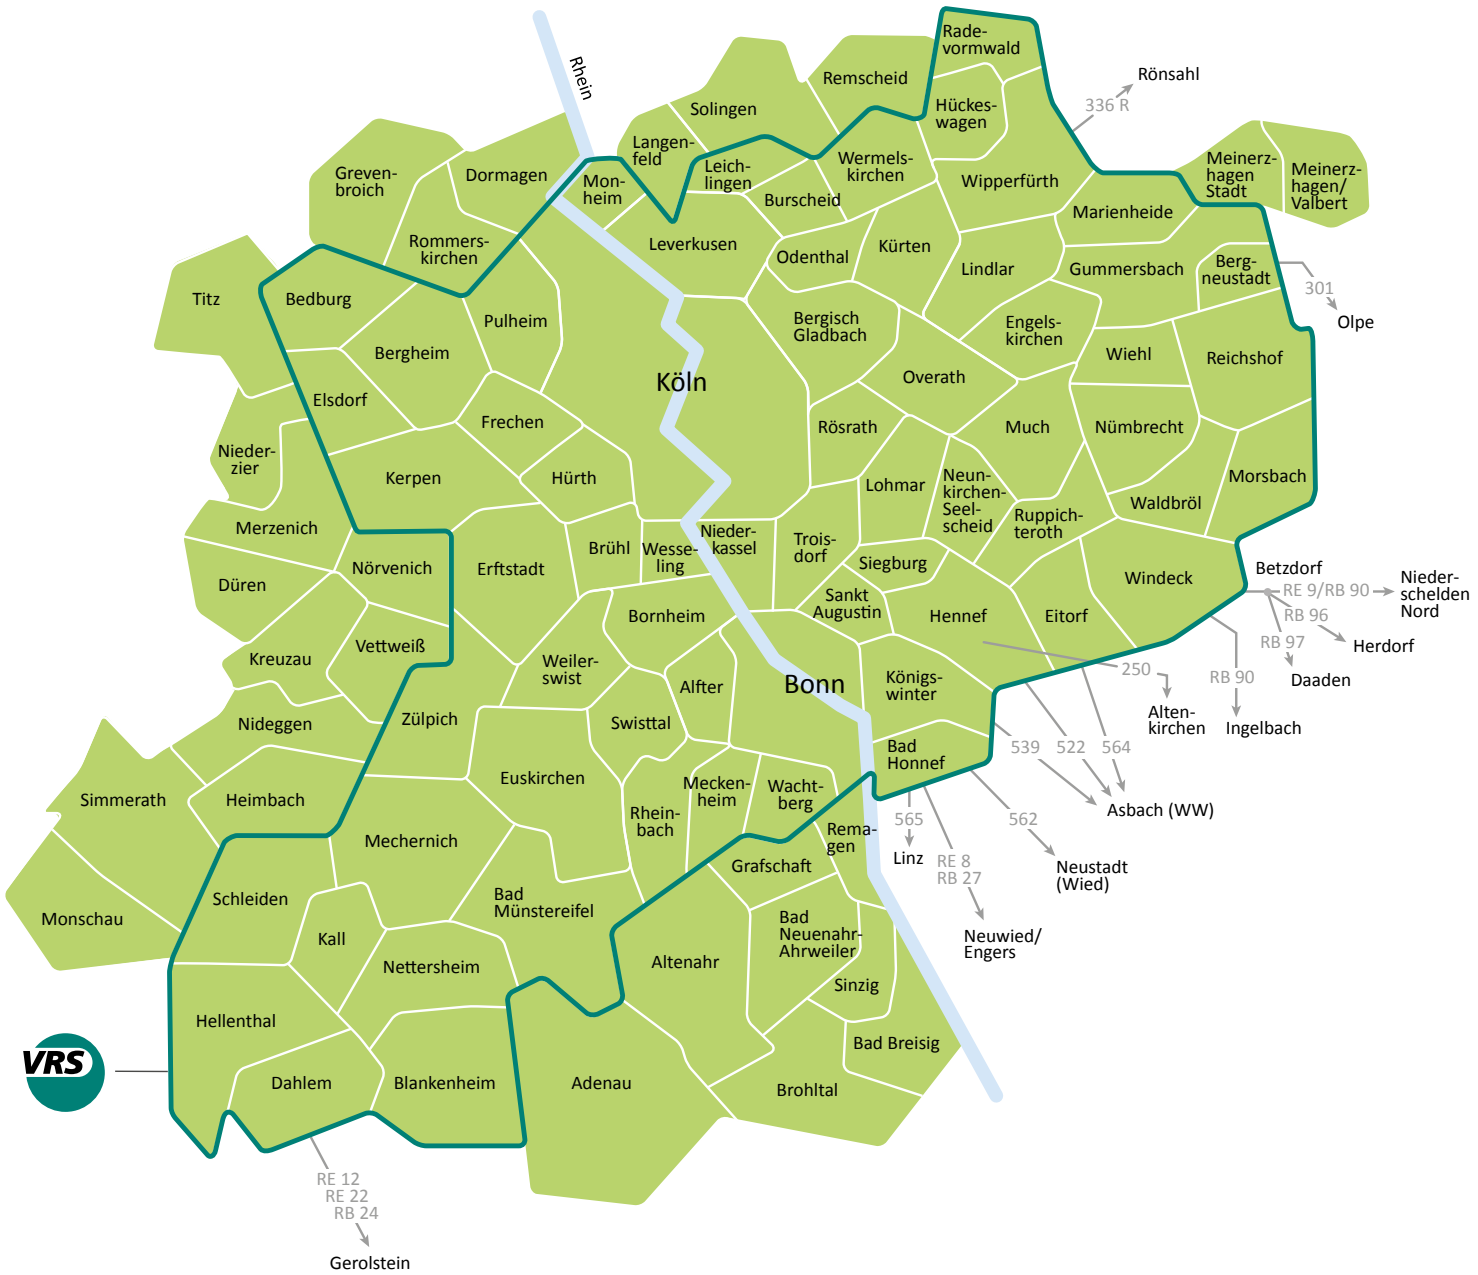 Rade-
vormwald
Rhein
Remscheid
Rönsahl
336 R
Solingen
Hückes-
wagen
Langen-
feld
Leich-
lingen
Wermels-
kirchen
Meinerz-
hagen
Stadt
Meinerz-
hagen/
Valbert
Greven-
broich
Dormagen
Mon-
heim
Burscheid
Wipperfürth
Marienheide
Rommers-
kirchen
Leverkusen
Odenthal
Kürten
Lindlar
Gummersbach
Berg-
neustadt
301
Olpe
Titz
Bedburg
Pulheim
Bergheim
Bergisch
Gladbach
Engels-
kirchen
Wiehl
Reichshof
Köln
Overath
Elsdorf
Frechen
Rösrath
Much
Nümbrecht
Nieder-
zier
Kerpen
Hürth
Lohmar
Neun-
kirchen-
Seel-
scheid
Morsbach
Waldbröl
Merzenich
Ruppich-
teroth
Brühl
Wesse-
ling
Nieder-
kassel
Trois-
dorf
Siegburg
Düren
Nörvenich
Erftstadt
Windeck
Betzdorf
RE 9/RB 90
Nieder-
schelden
Nord
RB 96
Herdorf
RB 97
Daaden
RB 90
Ingelbach
Sankt
Augustin
Hennef
Eitorf
Bornheim
Kreuzau
Vettweiß
Weiler-
swist
Alfter
Bonn
Königs-
winter
250
Alten-
kirchen
Nideggen
Zülpich
Swisttal
539
522
564
Asbach (WW)
Bad
Honnef
Simmerath
Heimbach
Euskirchen
Mecken-
heim
Wacht-
berg
Rhein-
bach
Rema-
gen
565
Linz
562
Neustadt
(Wied)
RE 8
RB 27
Neuwied/
Engers
Mechernich
Grafschaft
Monschau
Schleiden
Bad
Münstereifel
Kall
Bad
Neuenahr-
Ahrweiler
Nettersheim
Altenahr
Sinzig
Hellenthal
Bad Breisig
VRS
Dahlem
Blankenheim
Adenau
Brohltal
RE 12
RE 22
RB 24
Gerolstein